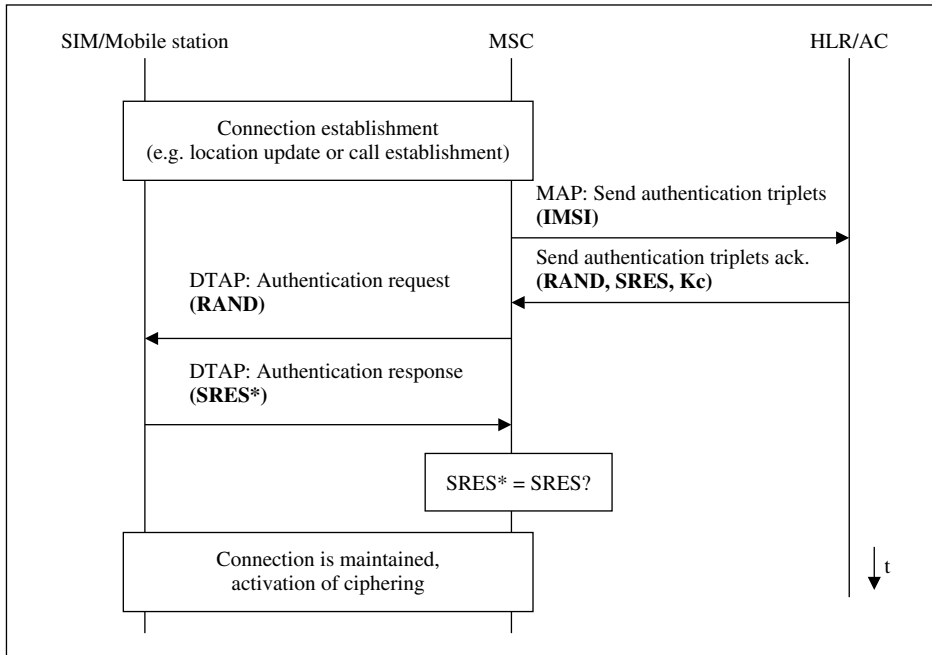 SIM/Mobile station
MSC
HLR/AC
Connection establishment
(e.g. location update or call establishment)
MAP: Send authentication triplets
(IMSI)
Send authentication triplets ack.
(RAND, SRES, Kc)
DTAP: Authentication request
(RAND)
DTAP: Authentication response
(SRES*)
SRES* = SRES?
Connection is maintained,
activation of ciphering
t